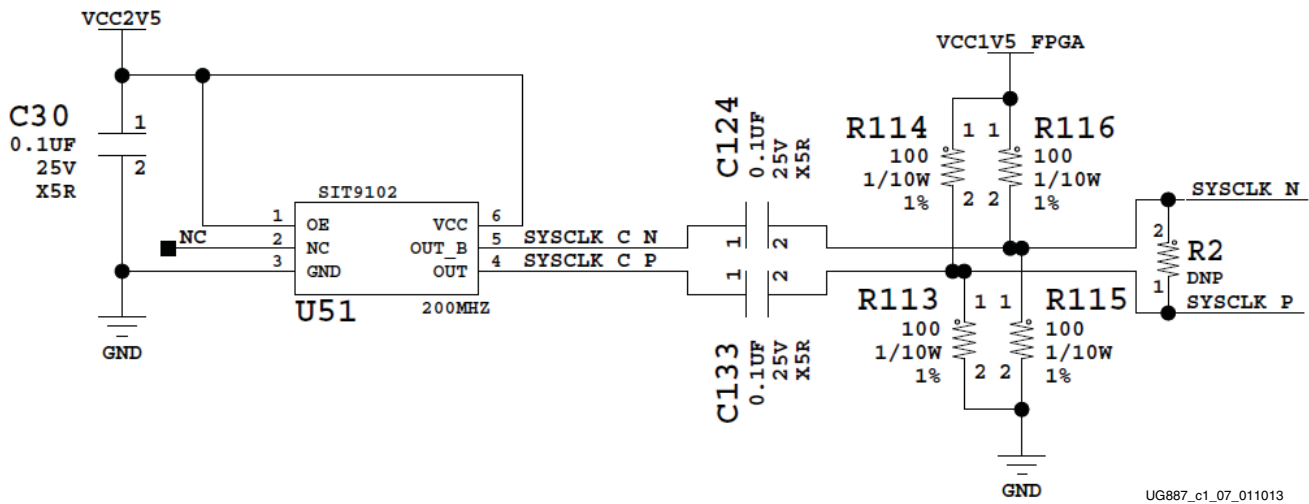 VCC2V5
C30
0.1UF
25V
X5R
1
2
GND
NC
SIT9102
1 OE VCC 6
2 NC OUT_B 5
3 GND OUT 4
U51
200MHZ
SYSCLK C N
SYSCLK C P
C124
0.1UF
25V
X5R
1 2
1 2
C133
0.1UF
25V
X5R
VCC1V5 FPGA
R114
100
1/10W
1%
1 1
2 2
R116
100
1/10W
1%
R113
100
1/10W
1%
1 1
2 2
R115
100
1/10W
1%
GND
SYSCLK N
2
R2
DNP
1
SYSCLK P
UG887_c1_07_011013